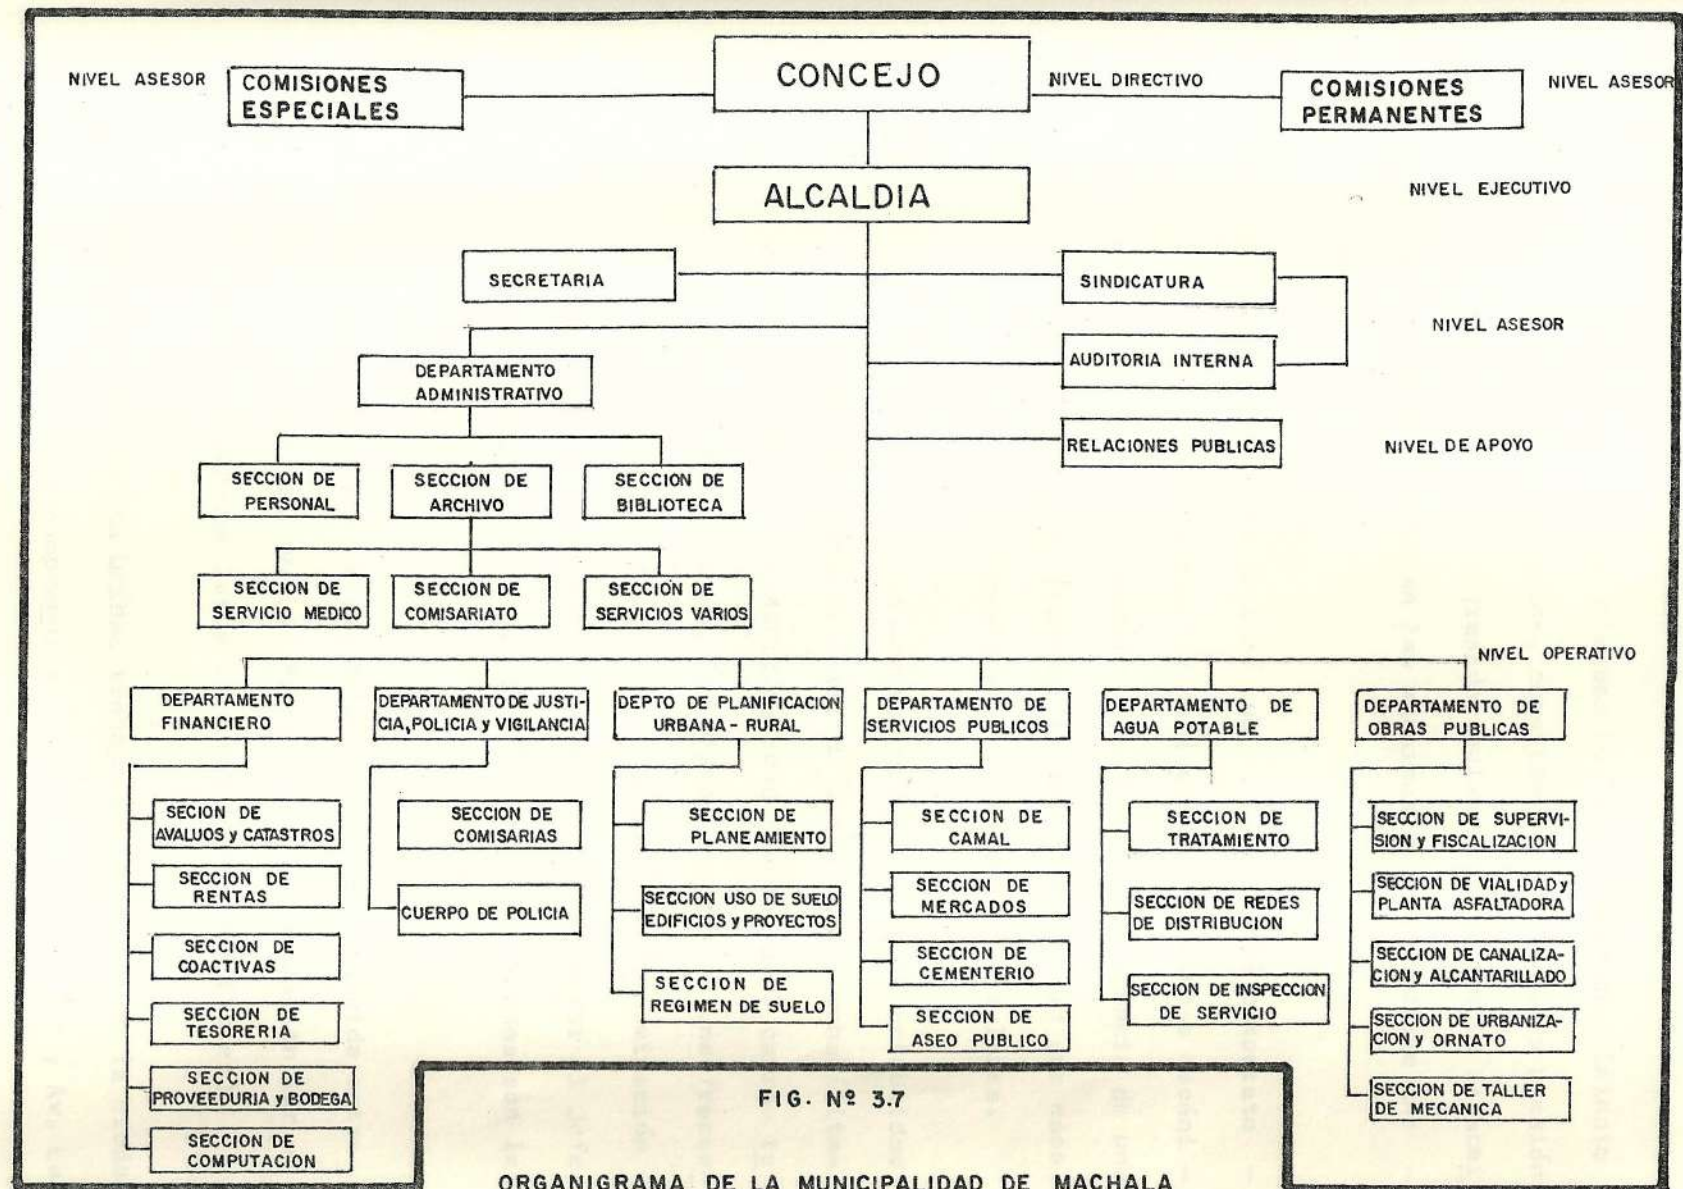 NIVEL ASESOR
COMISIONES
ESPECIALES
CONCEJO
NIVEL DIRECTIVO
COMISIONES
PERMANENTES
NIVEL ASESOR
ALCALDIA
NIVEL EJECUTIVO
SECRETARIA
SINDICATURA
NIVEL ASESOR
AUDITORIA INTERNA
DEPARTAMENTO
ADMINISTRATIVO
RELACIONES PUBLICAS
NIVEL DE APOYO
SECCION DE
PERSONAL
SECCION DE
ARCHIVO
SECCION DE
BIBLIOTECA
SECCION DE
SERVICIO MEDICO
SECCION DE
COMISARIATO
SECCION DE
SERVICIOS VARIOS
NIVEL OPERATIVO
DEPARTAMENTO
FINANCIERO
DEPARTAMENTO DE JUSTI-
CIA, POLICIA y VIGILANCIA
DEPTO DE PLANIFICACION
URBANA - RURAL
DEPARTAMENTO DE
SERVICIOS PUBLICOS
DEPARTAMENTO DE
AGUA POTABLE
DEPARTAMENTO DE
OBRAS PUBLICAS
SECION DE
AVALUOS y CATASTROS
SECCION DE
RENTAS
SECCION DE
COACTIVAS
SECCION DE
TESORERIA
SECCION DE
PROVEEDURIA y BODEGA
SECCION DE
COMPUTACION
SECCION DE
COMISARIAS
CUERPO DE POLICIA
SECCION DE
PLANEAMIENTO
SECCION USO DE SUELO
EDIFICIOS y PROYECTOS
SECCION DE
REGIMEN DE SUELO
SECCION DE
CAMAL
SECCION DE
MERCADOS
SECCION DE
CEMENTERIO
SECCION DE
ASEO PUBLICO
SECCION DE
TRATAMIENTO
SECCION DE REDES
DE DISTRIBUCION
SECCION DE INSPECCION
DE SERVICIO
SECCION DE SUPERVI-
SION y FISCALIZACION
SECCION DE VIALIDAD y
PLANTA ASFALTADORA
SECCION DE CANALIZA-
CION y ALCANTARILLADO
SECCION DE URBANIZA-
CION y ORNATO
SECCION DE TALLER
DE MECANICA
FIG. Nº 3.7
ORGANIGRAMA DE LA MUNICIPALIDAD DE MACHALA